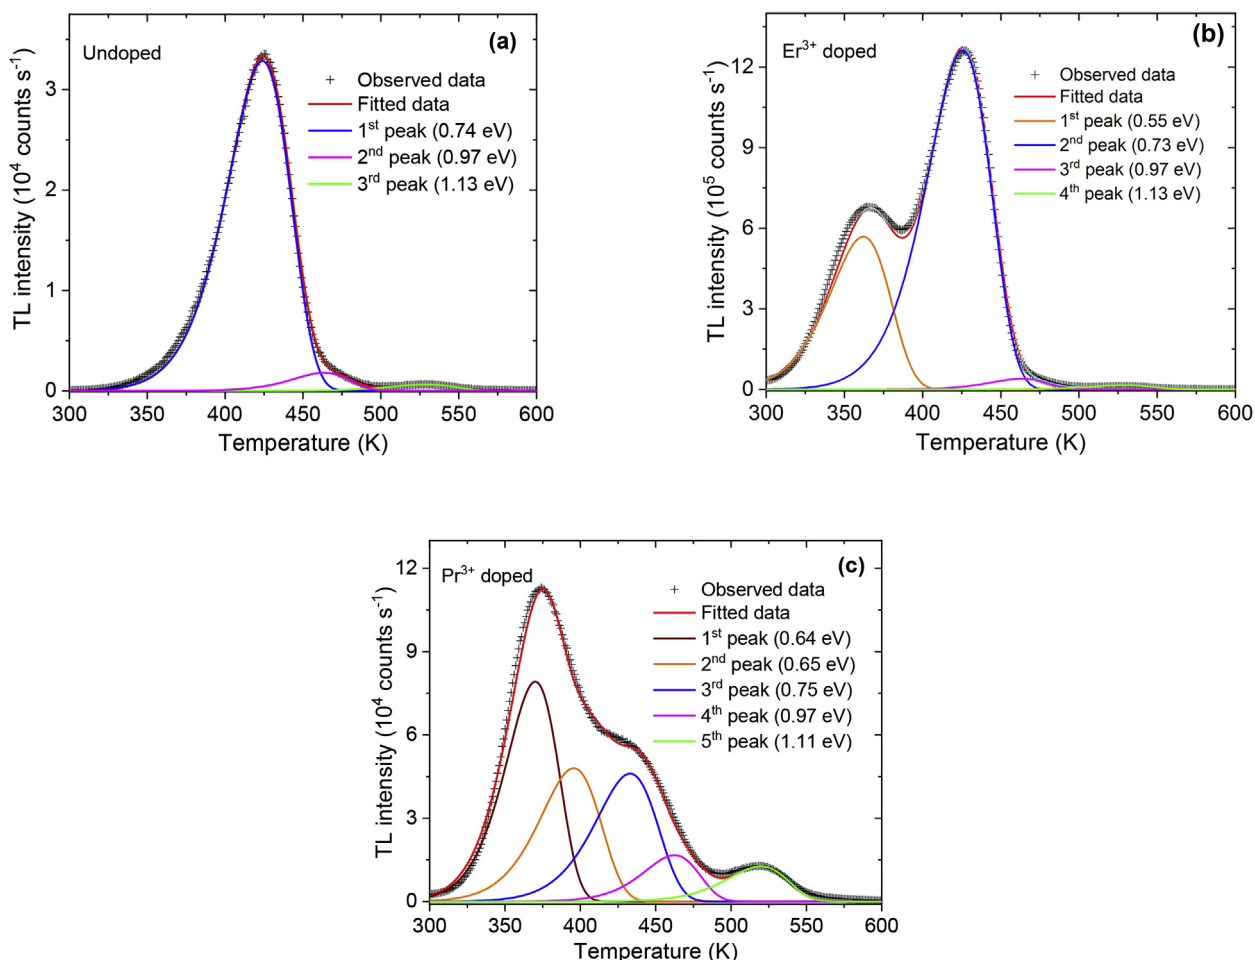 Undoped
(a)
Observed data
Fitted data
1st peak (0.74 eV)
2nd peak (0.97 eV)
3rd peak (1.13 eV)
TL intensity (10⁴ counts s⁻¹)
3
2
1
0
300 350 400 450 500 550 600
Temperature (K)
Er³⁺ doped
(b)
Observed data
Fitted data
1st peak (0.55 eV)
2nd peak (0.73 eV)
3rd peak (0.97 eV)
4th peak (1.13 eV)
TL intensity (10⁵ counts s⁻¹)
12
9
6
3
0
300 350 400 450 500 550 600
Temperature (K)
Pr³⁺ doped
(c)
Observed data
Fitted data
1st peak (0.64 eV)
2nd peak (0.65 eV)
3rd peak (0.75 eV)
4th peak (0.97 eV)
5th peak (1.11 eV)
TL intensity (10⁴ counts s⁻¹)
12
9
6
3
0
300 350 400 450 500 550 600
Temperature (K)